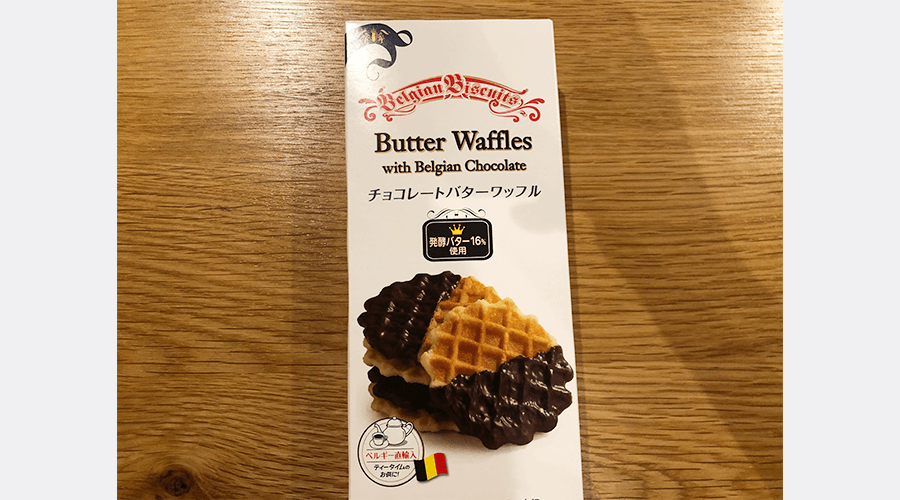 Belgian Biscuits
Butter Waffles
with Belgian Chocolate
チョコレートバターワッフル
発酵バター16%
使用
ベルギー直輸入
ティータイムの
お供に!